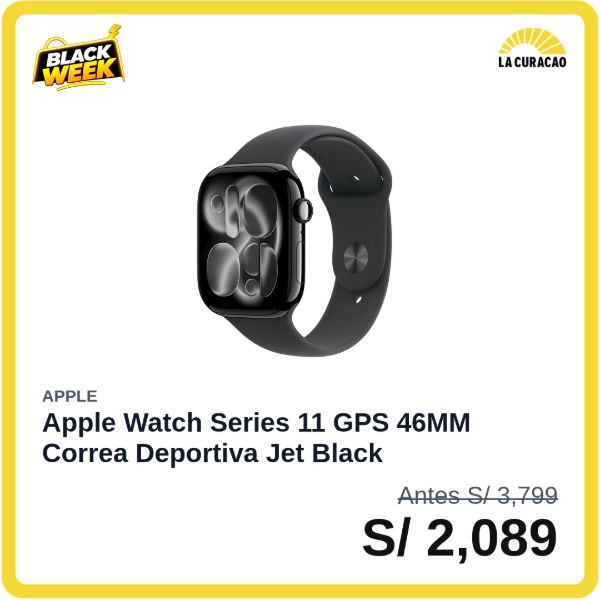 BLACK
WEEK
LA CURACAO
APPLE
Apple Watch Series 11 GPS 46MM
Correa Deportiva Jet Black
Antes S/ 3,799
S/ 2,089